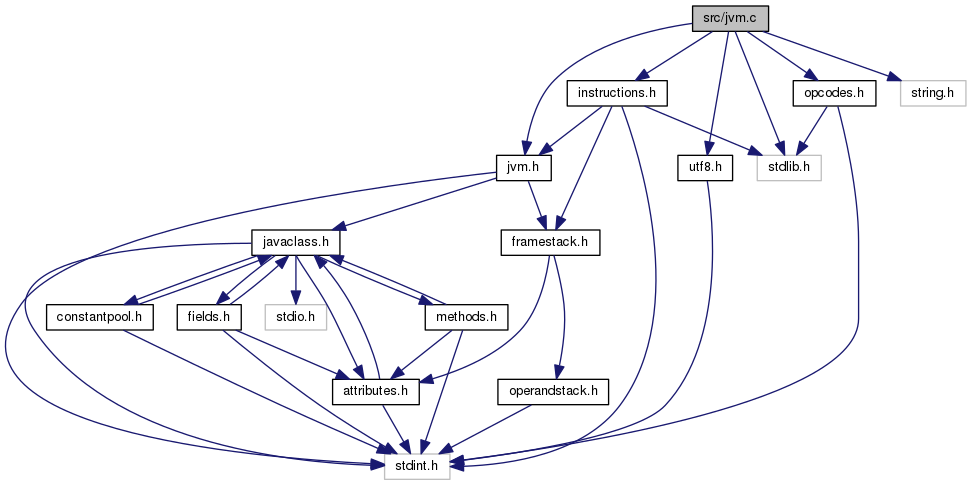 src/jvm.c
instructions.h
opcodes.h
string.h
jvm.h
utf8.h
stdlib.h
javaclass.h
framestack.h
constantpool.h
fields.h
stdio.h
methods.h
attributes.h
operandstack.h
stdint.h